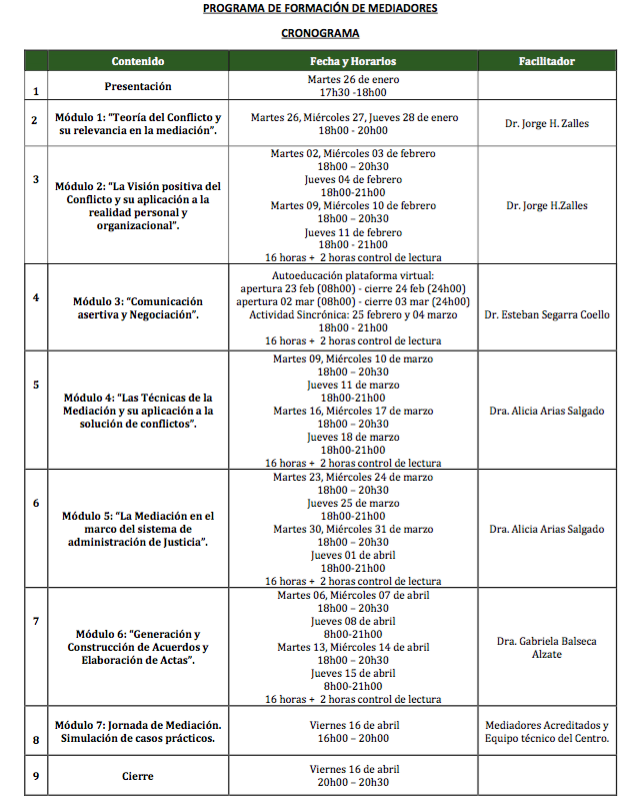 PROGRAMA DE FORMACIÓN DE MEDIADORES
CRONOGRAMA
Contenido Fecha y Horarios Facilitador
1
Presentación
Martes 26 de enero
17h30 -18h00
2
Módulo 1: “Teoría del Conflicto y
su relevancia en la mediación”.
Martes 26, Miércoles 27, Jueves 28 de enero
18h00 - 20h00
Dr. Jorge H. Zalles
3
Módulo 2: “La Visión positiva del
Conflicto y su aplicación a la
realidad personal y
organizacional”.
Martes 02, Miércoles 03 de febrero
18h00 – 20h30
Jueves 04 de febrero
18h00-21h00
Martes 09, Miércoles 10 de febrero
18h00 – 20h30
Jueves 11 de febrero
18h00 - 21h00
16 horas + 2 horas control de lectura
Dr. Jorge H.Zalles
4
Módulo 3: “Comunicación
asertiva y Negociación”.
Autoeducación plataforma virtual:
apertura 23 feb (08h00) - cierre 24 feb (24h00)
apertura 02 mar (08h00) - cierre 03 mar (24h00)
Actividad Sincrónica: 25 febrero y 04 marzo
18h00 - 21h00
16 horas + 2 horas control de lectura
Dr. Esteban Segarra Coello
5
Módulo 4: “Las Técnicas de la
Mediación y su aplicación a la
solución de conflictos”.
Martes 09, Miércoles 10 de marzo
18h00 – 20h30
Jueves 11 de marzo
18h00-21h00
Martes 16, Miércoles 17 de marzo
18h00 – 20h30
Jueves 18 de marzo
18h00-21h00
16 horas + 2 horas control de lectura
Dra. Alicia Arias Salgado
6
Módulo 5: “La Mediación en el
marco del sistema de
administración de Justicia”.
Martes 23, Miércoles 24 de marzo
18h00 – 20h30
Jueves 25 de marzo
18h00-21h00
Martes 30, Miércoles 31 de marzo
18h00 – 20h30
Jueves 01 de abril
18h00-21h00
16 horas + 2 horas control de lectura
Dra. Alicia Arias Salgado
7
Módulo 6: “Generación y
Construcción de Acuerdos y
Elaboración de Actas”.
Martes 06, Miércoles 07 de abril
18h00 – 20h30
Jueves 08 de abril
8h00-21h00
Martes 13, Miércoles 14 de abril
18h00 – 20h30
Jueves 15 de abril
8h00-21h00
16 horas + 2 horas control de lectura
Dra. Gabriela Balseca
Alzate
8
Módulo 7: Jornada de Mediación.
Simulación de casos prácticos.
Viernes 16 de abril
16h00 – 20h00
Mediadores Acreditados y
Equipo técnico del Centro.
9
Cierre
Viernes 16 de abril
20h00 – 20h30